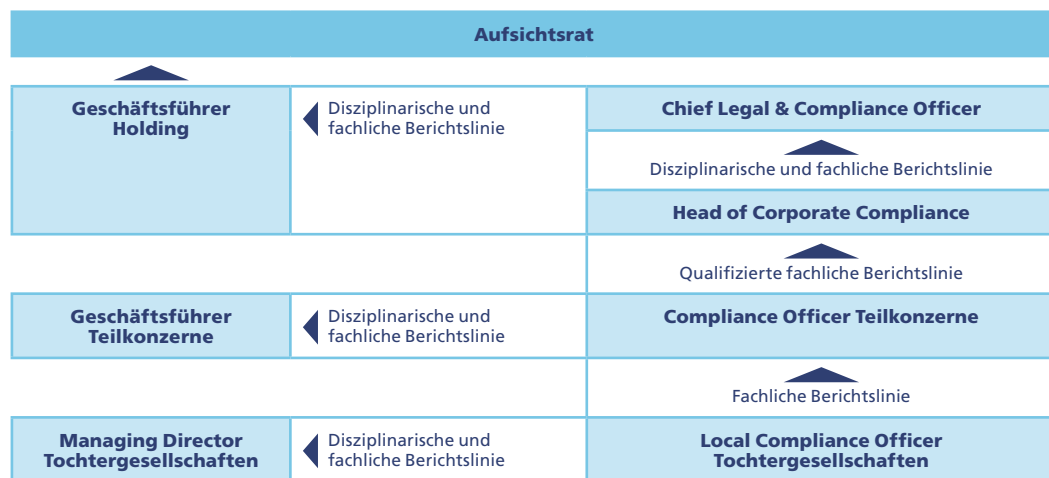 Aufsichtsrat
Geschäftsführer
Holding
Disziplinarische und
fachliche Berichtslinie
Chief Legal & Compliance Officer
Disziplinarische und fachliche Berichtslinie
Head of Corporate Compliance
Qualifizierte fachliche Berichtslinie
Geschäftsführer
Teilkonzerne
Disziplinarische und
fachliche Berichtslinie
Compliance Officer Teilkonzerne
Fachliche Berichtslinie
Managing Director
Tochtergesellschaften
Disziplinarische und
fachliche Berichtslinie
Local Compliance Officer
Tochtergesellschaften